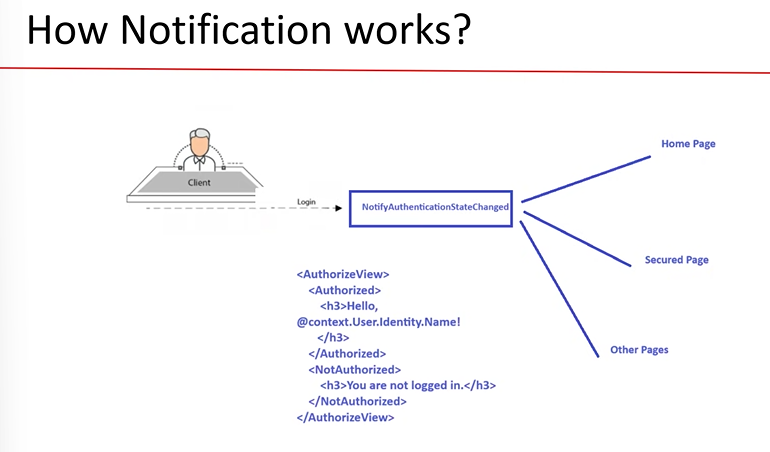 How Notification works?
Client
Login
NotifyAuthenticationStateChanged
Home Page
Secured Page
Other Pages
<AuthorizeView>
<Authorized>
<h3>Hello,
@context.User.Identity.Name!
</h3>
</Authorized>
<NotAuthorized>
<h3>You are not logged in.</h3>
</NotAuthorized>
</AuthorizeView>